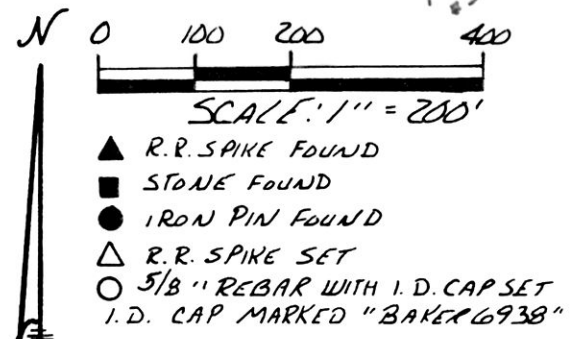 N 0 100 200 400
SCALE: 1" = 200'
R.R. SPIKE FOUND
STONE FOUND
IRON PIN FOUND
R.R. SPIKE SET
5/8" REBAR WITH I.D. CAP SET
I.D. CAP MARKED "BAKER 6938"